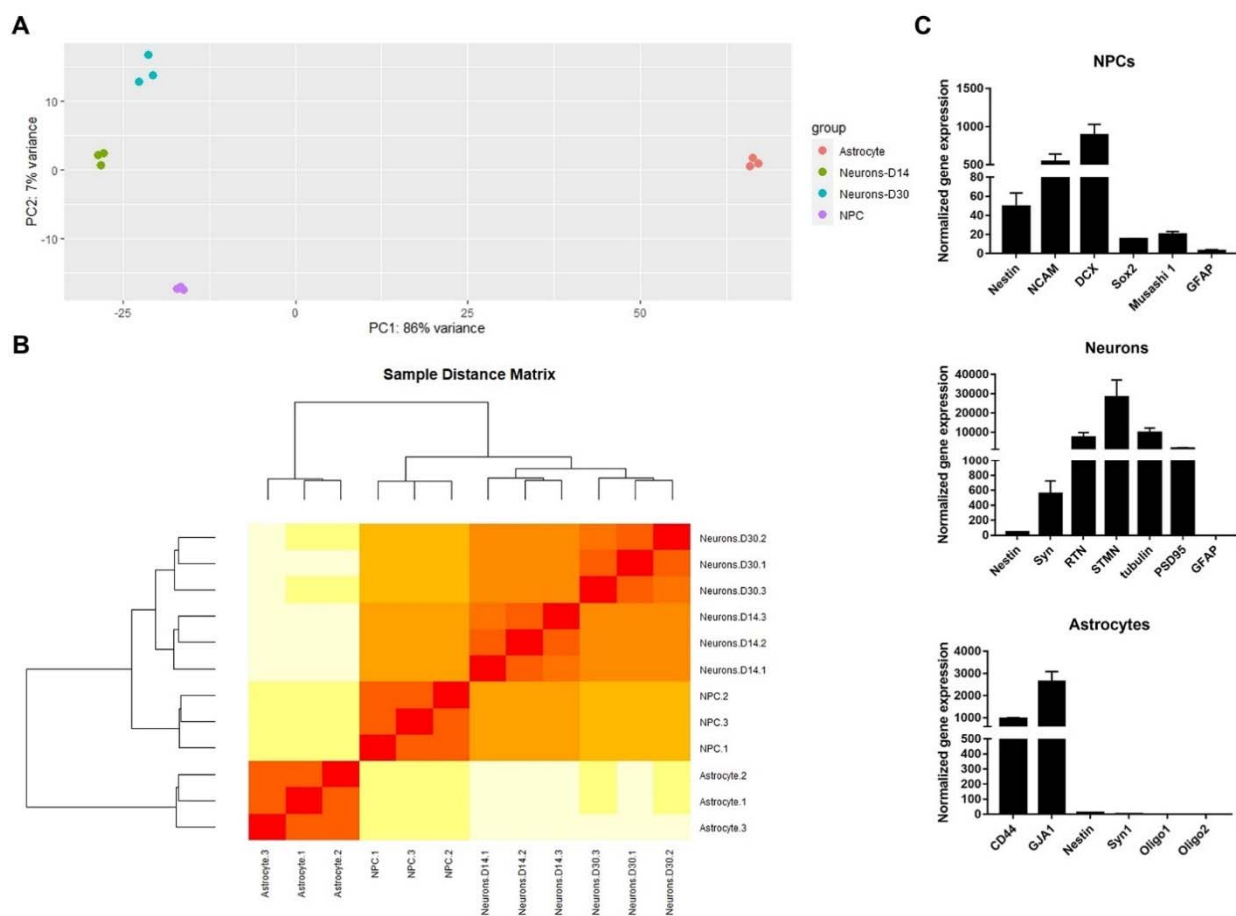 A
10
0
-10
PC2: 7% variance
-25
0
25
50
PC1: 86% variance
group
Astrocyte
Neurons-D14
Neurons-D30
NPC
B
Sample Distance Matrix
Neurons.D30.2
Neurons.D30.1
Neurons.D30.3
Neurons.D14.3
Neurons.D14.2
Neurons.D14.1
NPC.2
NPC.3
NPC.1
Astrocyte.2
Astrocyte.1
Astrocyte.3
Astrocyte.3
Astrocyte.1
Astrocyte.2
NPC.1
NPC.3
NPC.2
Neurons.D14.1
Neurons.D14.2
Neurons.D14.3
Neurons.D30.3
Neurons.D30.1
Neurons.D30.2
C
NPCs
Normalized gene expression
1500
1000
500
80
60
40
20
0
Nestin
NCAM
DCX
Sox2
Musashi 1
GFAP
Neurons
Normalized gene expression
40000
30000
20000
10000
1000
800
600
400
200
0
Nestin
Syn
RTN
STMN
tubulin
PSD95
GFAP
Astrocytes
Normalized gene expression
4000
3000
2000
1000
500
400
300
200
100
0
CD44
GJA1
Nestin
Syn1
Oligo1
Oligo2